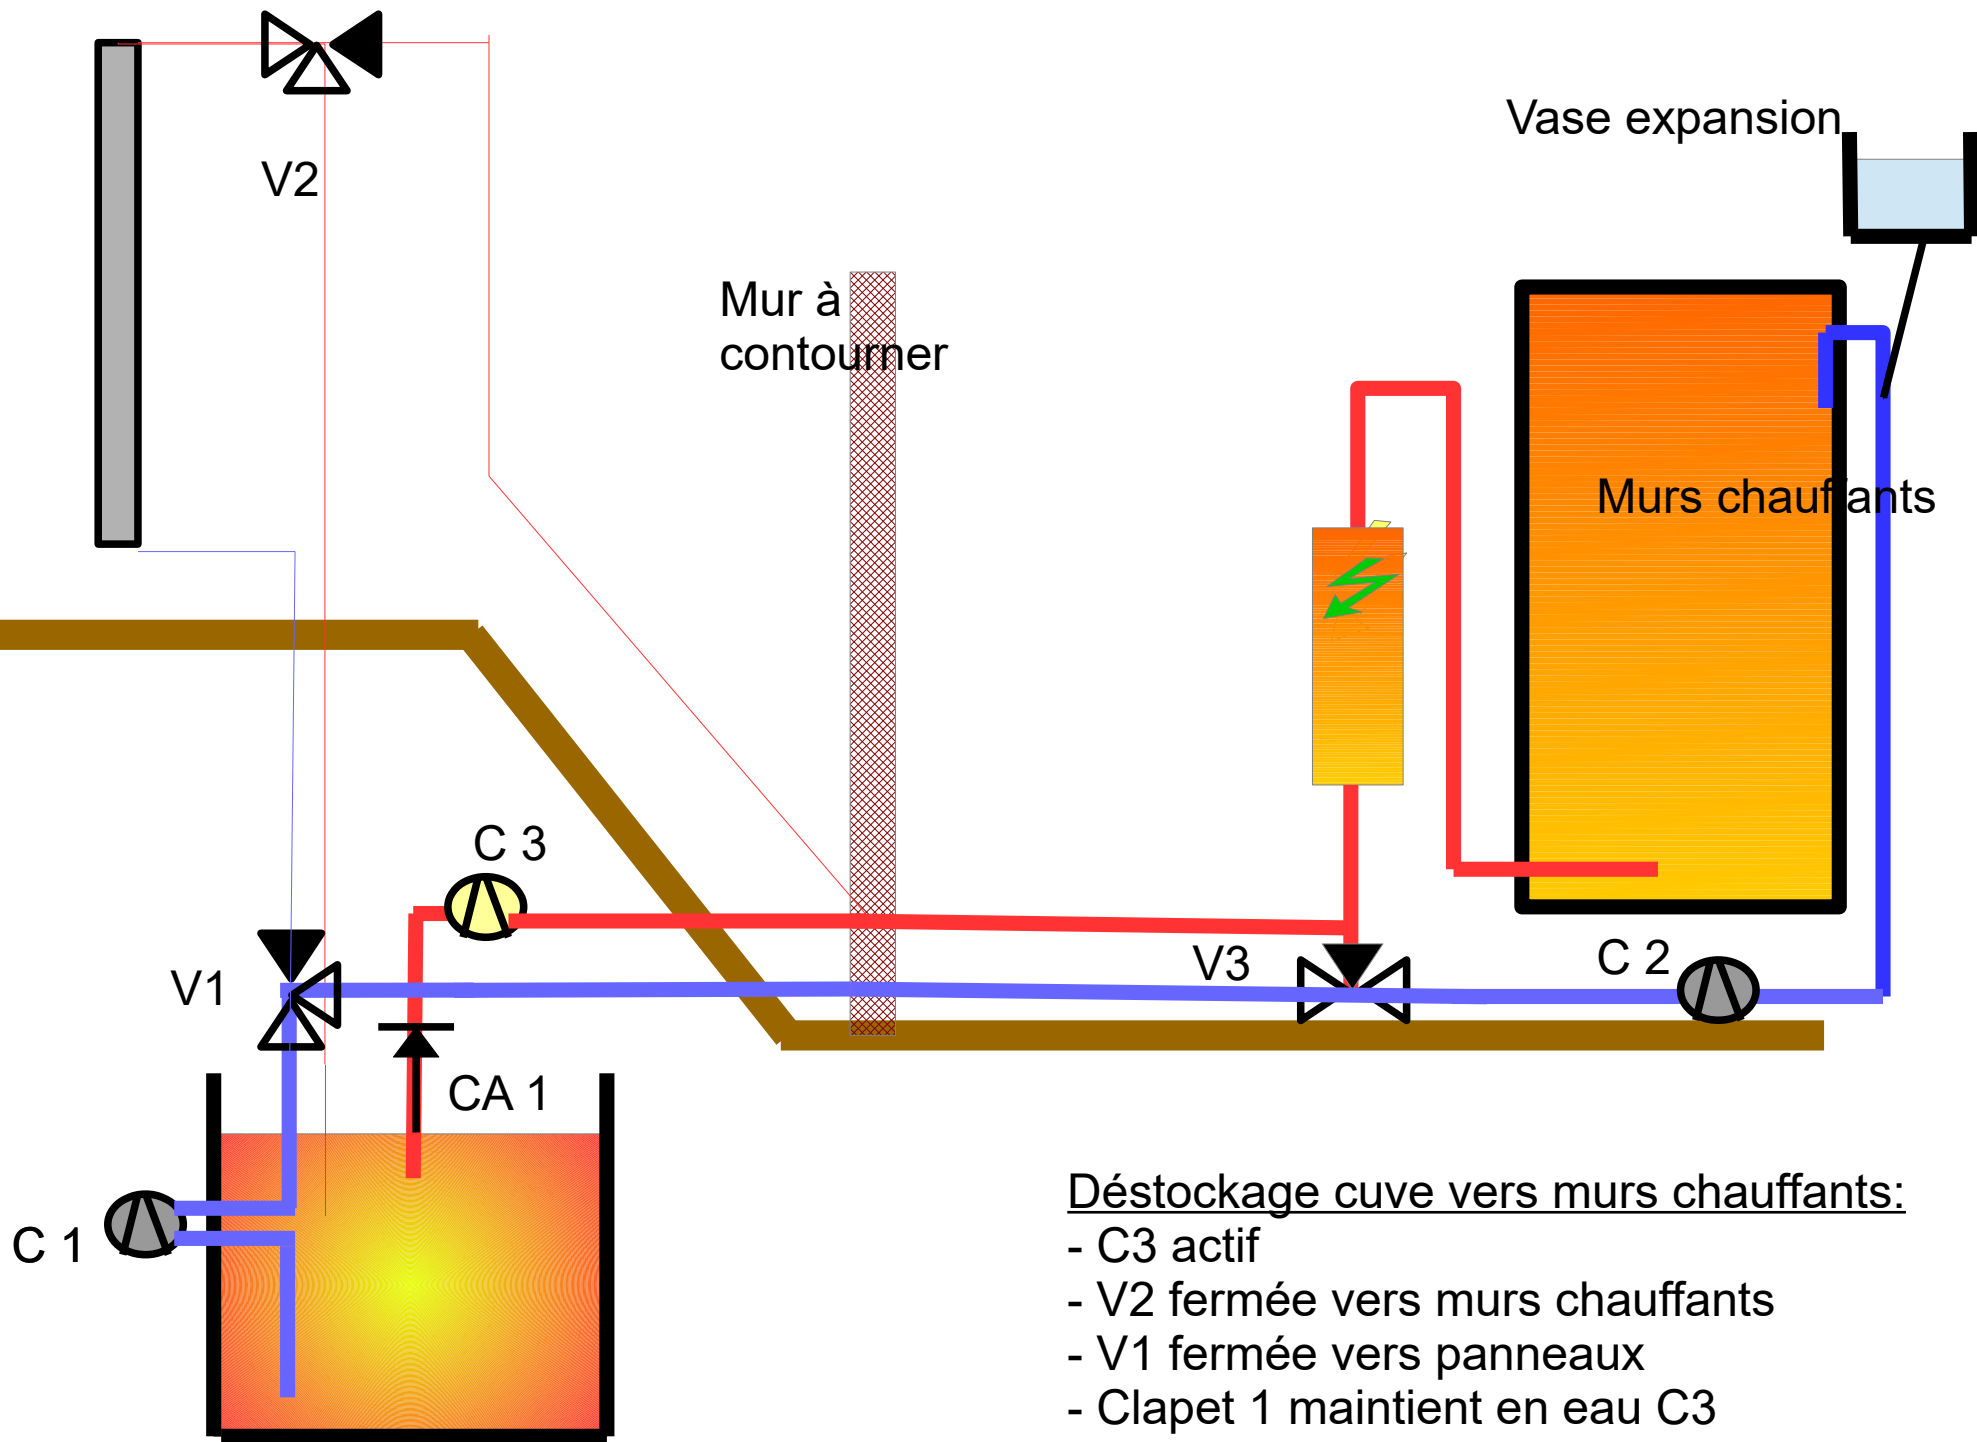 Vase expansion
V2
Mur à
contourner
Murs chauffants
C 3
V1
V3
C 2
CA 1
C 1
Déstockage cuve vers murs chauffants:
- C3 actif
- V2 fermée vers murs chauffants
- V1 fermée vers panneaux
- Clapet 1 maintient en eau C3